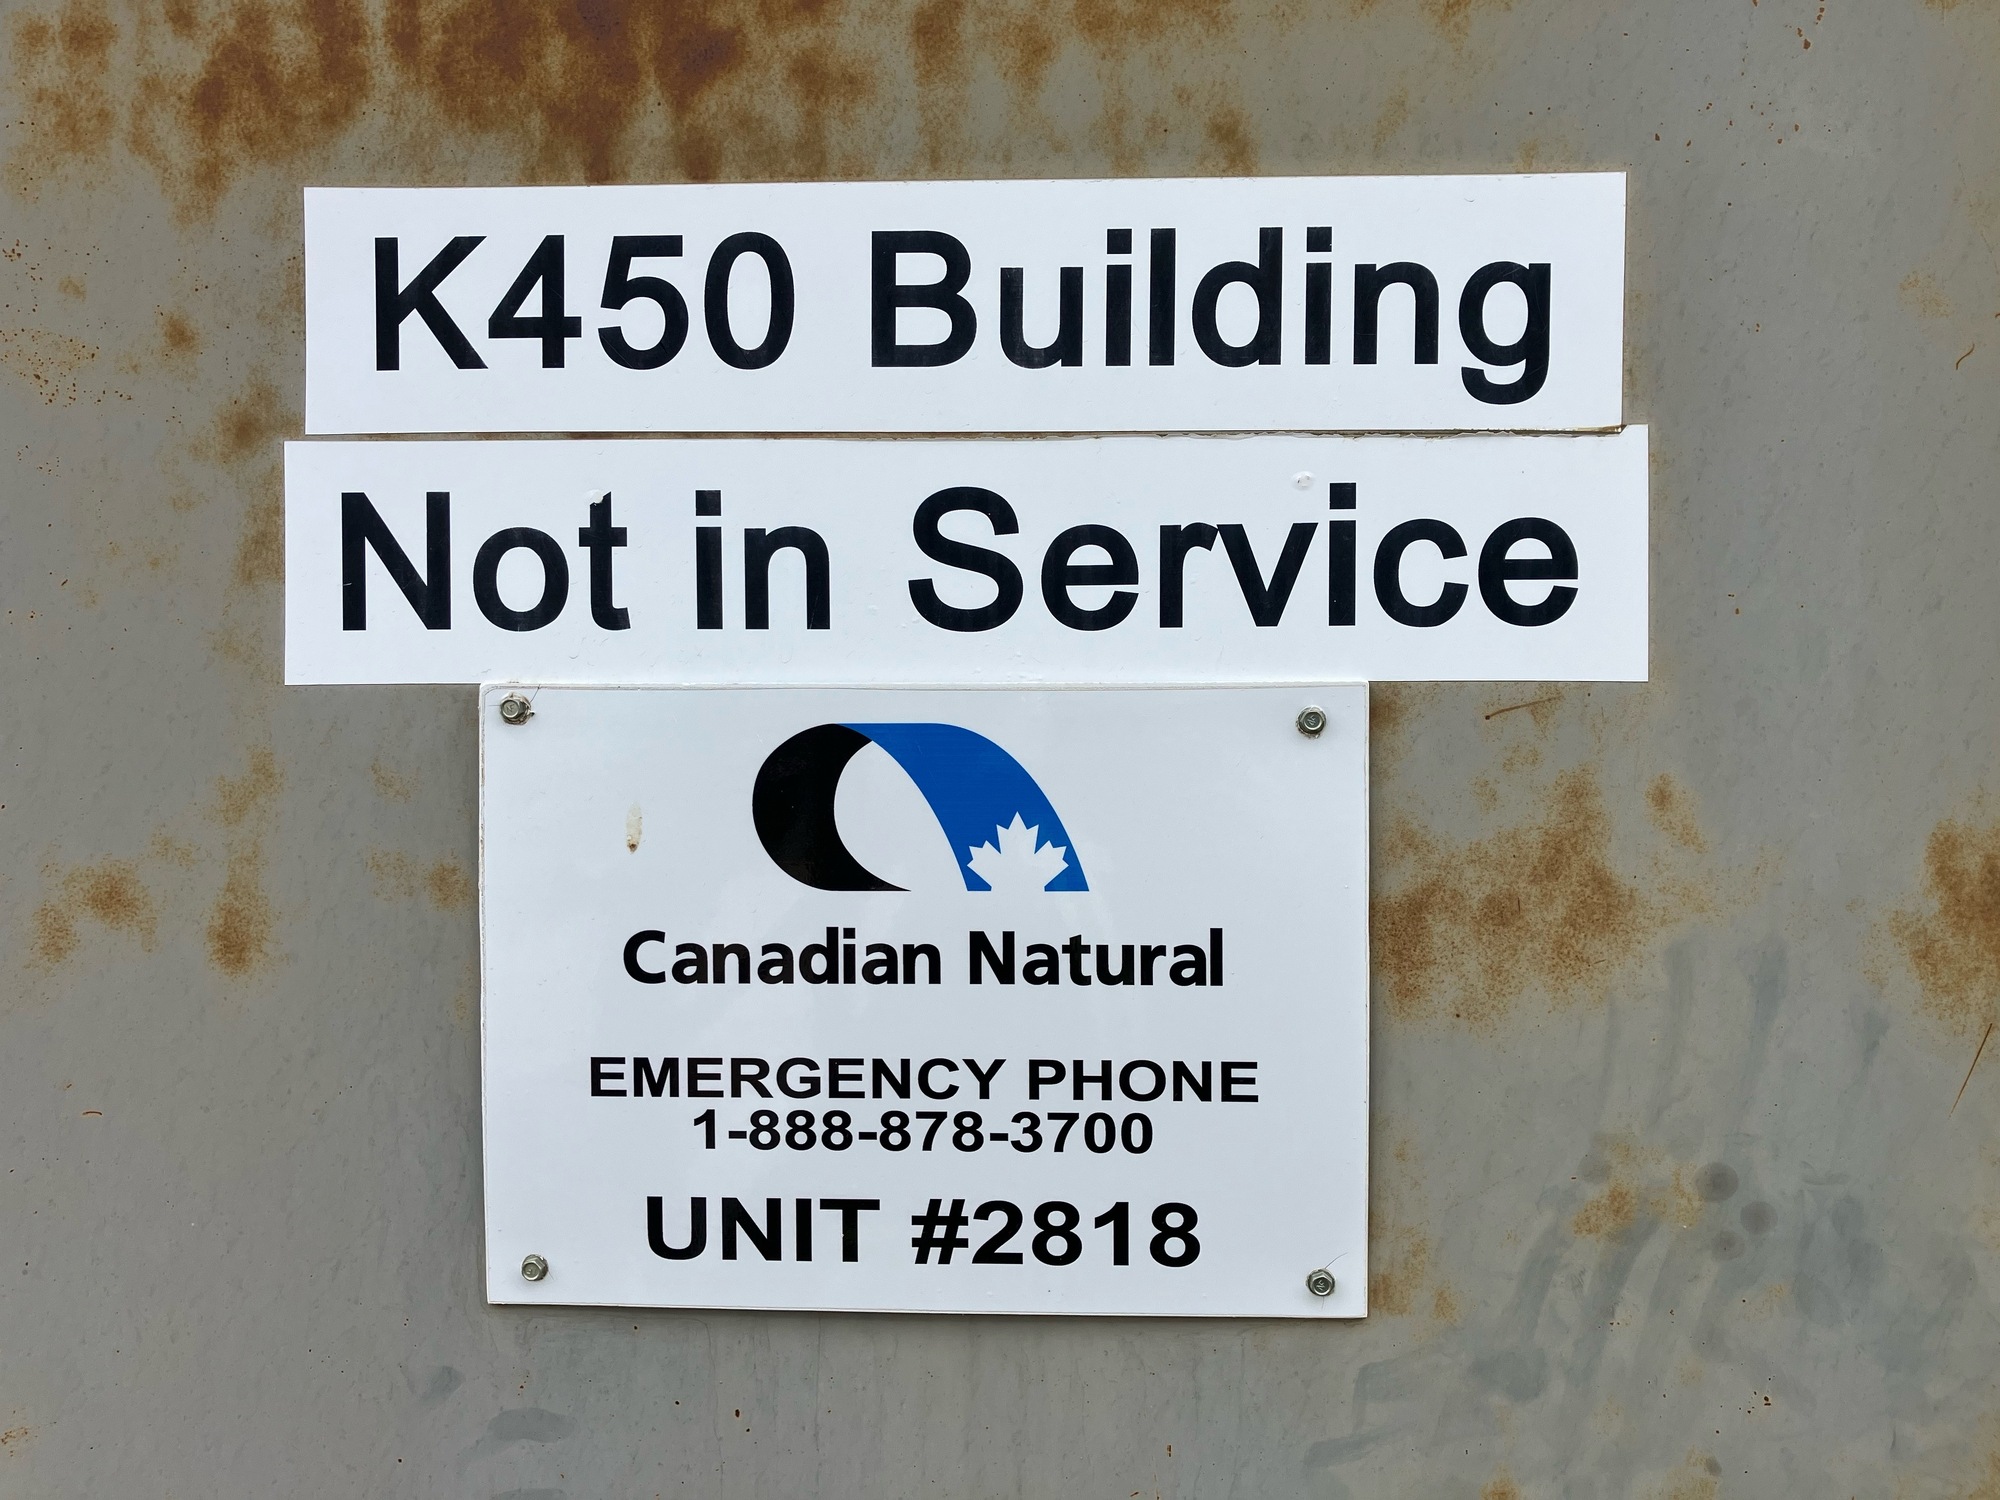 K450 Building
Not in Service
Canadian Natural
EMERGENCY PHONE
1-888-878-3700
UNIT #2818